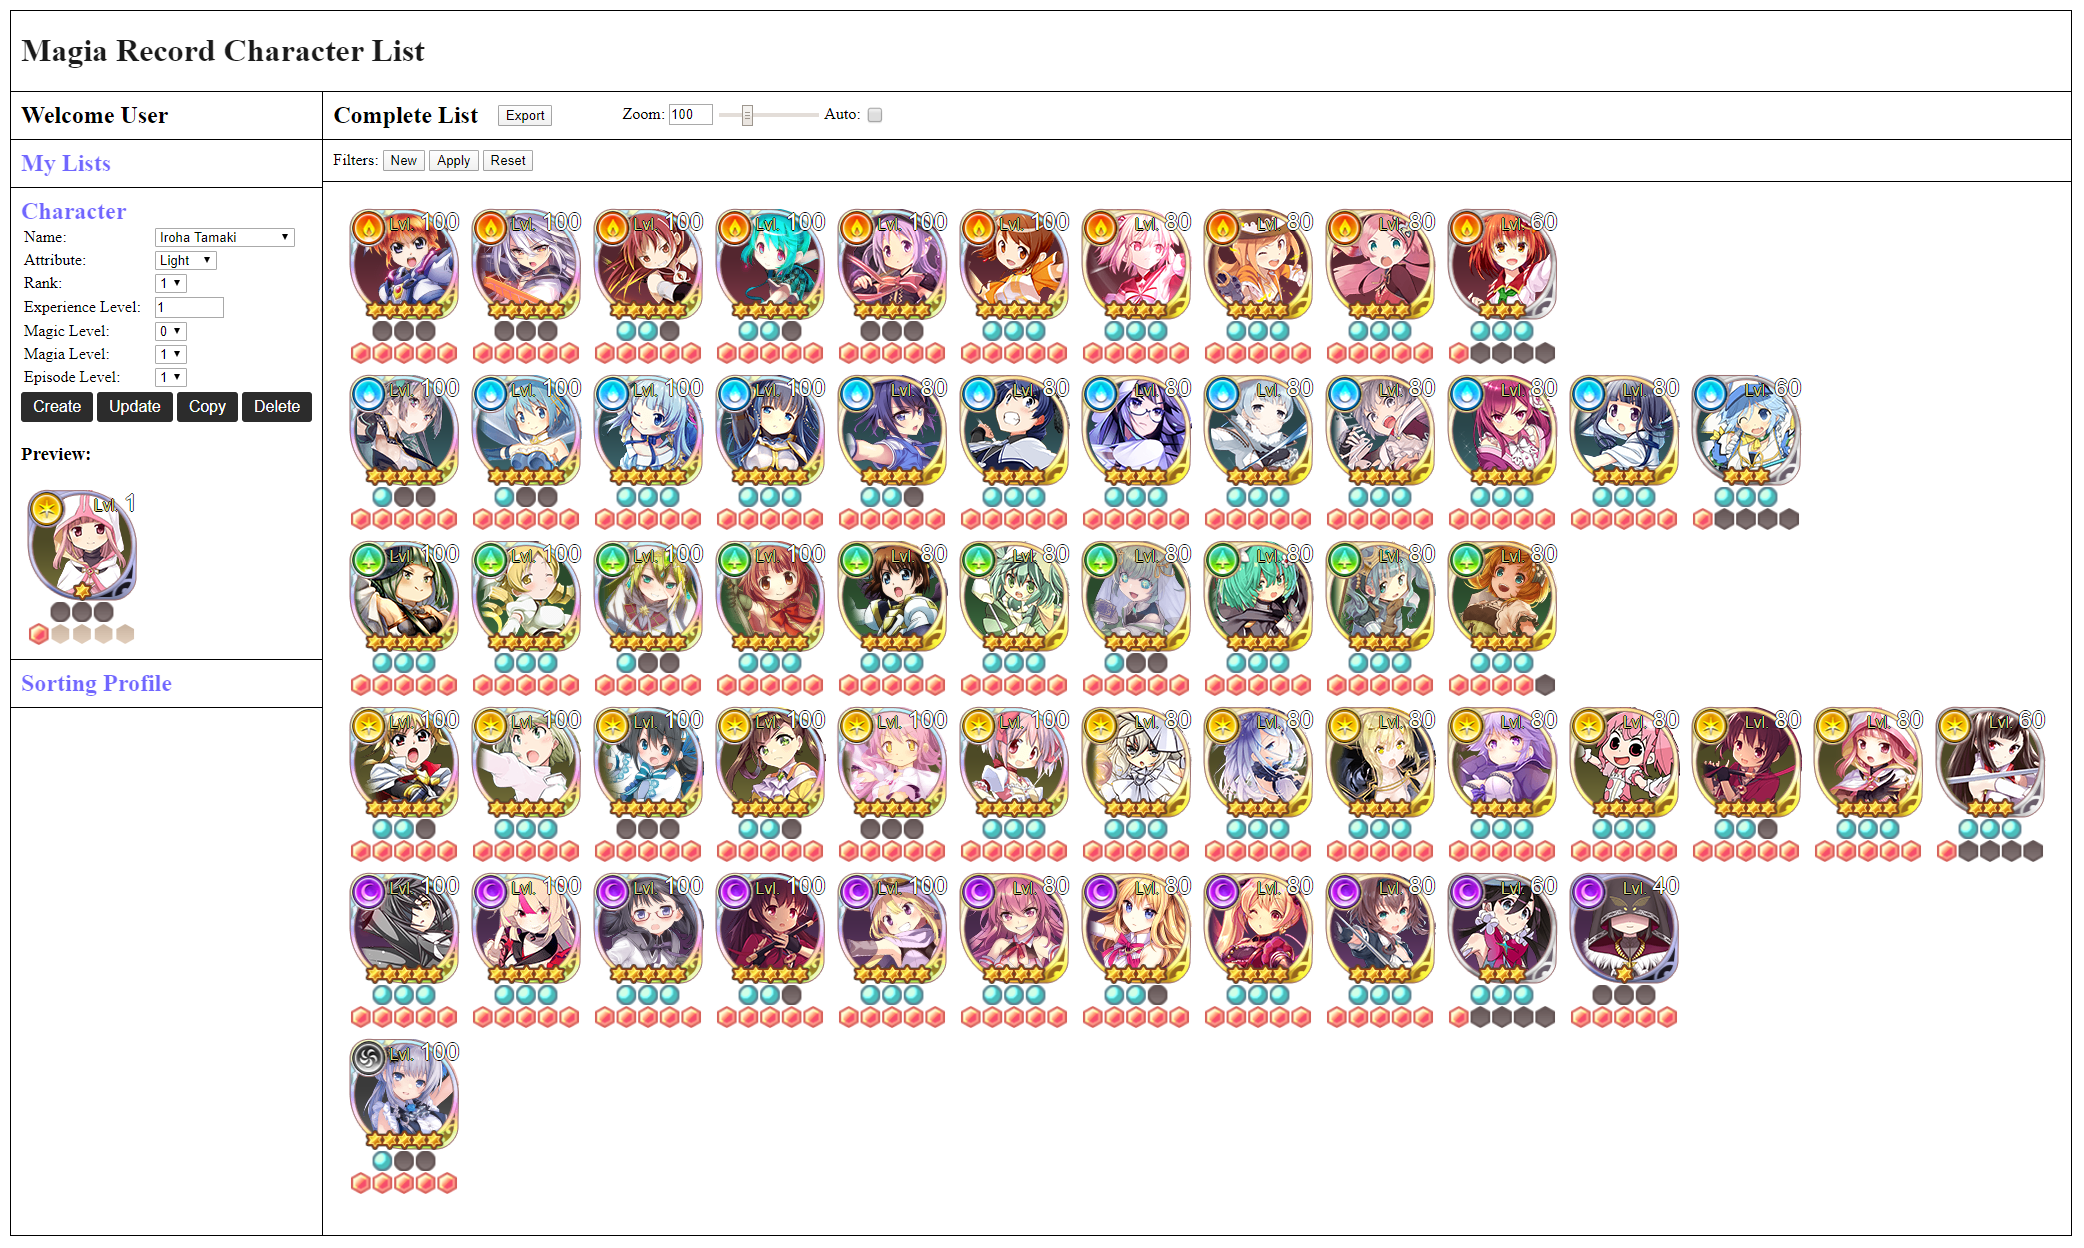 Magia Record Character List
Welcome User
Complete List Export Zoom: 100 Auto:
My Lists
Filters: New Apply Reset
Character
Name: Iroha Tamaki
Attribute: Light
Rank: 1
Experience Level: 1
Magic Level: 0
Magia Level: 1
Episode Level: 1
Create Update Copy Delete
Preview:
Lvl. 1
Sorting Profile
Lvl. 100 Lvl. 100 Lvl. 100 Lvl. 100 Lvl. 100 Lvl. 100 Lvl. 80 Lvl. 80 Lvl. 80 Lvl. 60
Lvl. 100 Lvl. 100 Lvl. 100 Lvl. 100 Lvl. 80 Lvl. 80 Lvl. 80 Lvl. 80 Lvl. 80 Lvl. 80 Lvl. 80 Lvl. 60
Lvl. 100 Lvl. 100 Lvl. 100 Lvl. 100 Lvl. 80 Lvl. 80 Lvl. 80 Lvl. 80 Lvl. 80 Lvl. 80
Lvl. 100 Lvl. 100 Lvl. 100 Lvl. 100 Lvl. 100 Lvl. 100 Lvl. 80 Lvl. 80 Lvl. 80 Lvl. 80 Lvl. 80 Lvl. 80 Lvl. 80 Lvl. 60
Lvl. 100 Lvl. 100 Lvl. 100 Lvl. 100 Lvl. 100 Lvl. 80 Lvl. 80 Lvl. 80 Lvl. 80 Lvl. 60 Lvl. 40
Lvl. 100